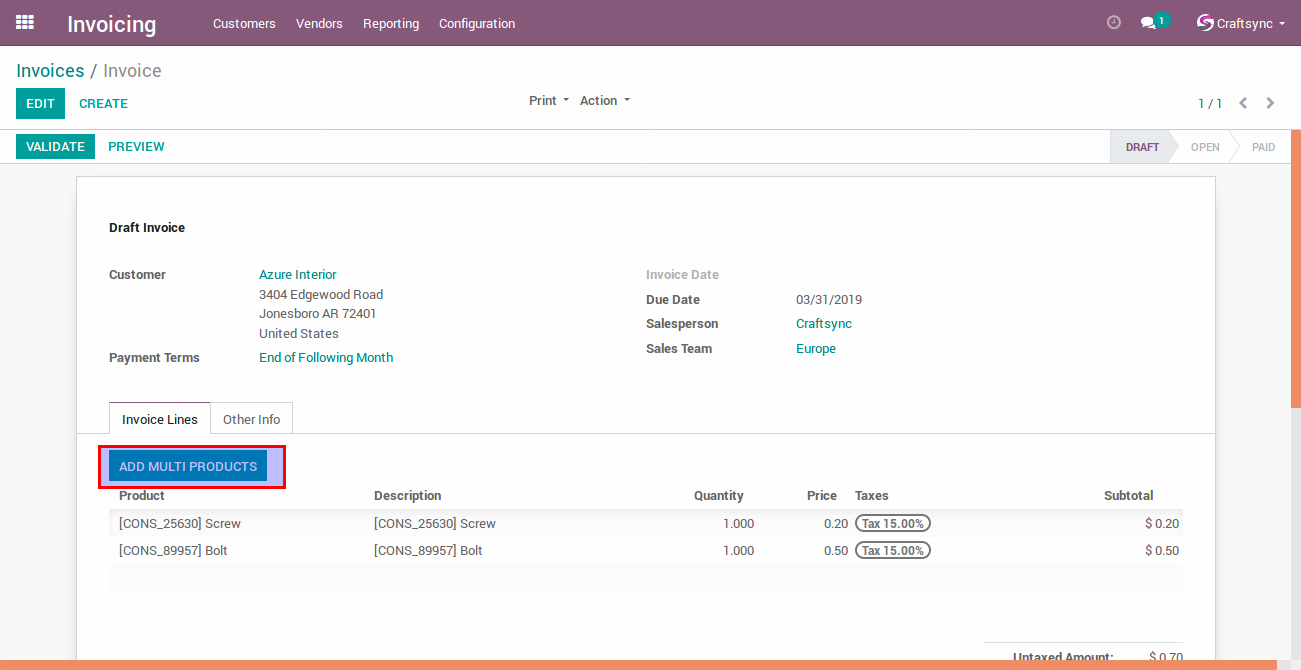 Invoicing Customers Vendors Reporting Configuration 1 Craftsync
Invoices / Invoice
EDIT CREATE Print Action 1 / 1
VALIDATE PREVIEW DRAFT OPEN PAID
Draft Invoice
Customer Azure Interior Invoice Date
3404 Edgewood Road Due Date 03/31/2019
Jonesboro AR 72401 Salesperson Craftsync
United States
Payment Terms End of Following Month Sales Team Europe
Invoice Lines Other Info
ADD MULTI PRODUCTS
Product Description Quantity Price Taxes Subtotal
[CONS_25630] Screw [CONS_25630] Screw 1.000 0.20 Tax 15.00% $ 0.20
[CONS_89957] Bolt [CONS_89957] Bolt 1.000 0.50 Tax 15.00% $ 0.50
Untaxed Amount: $ 0.70